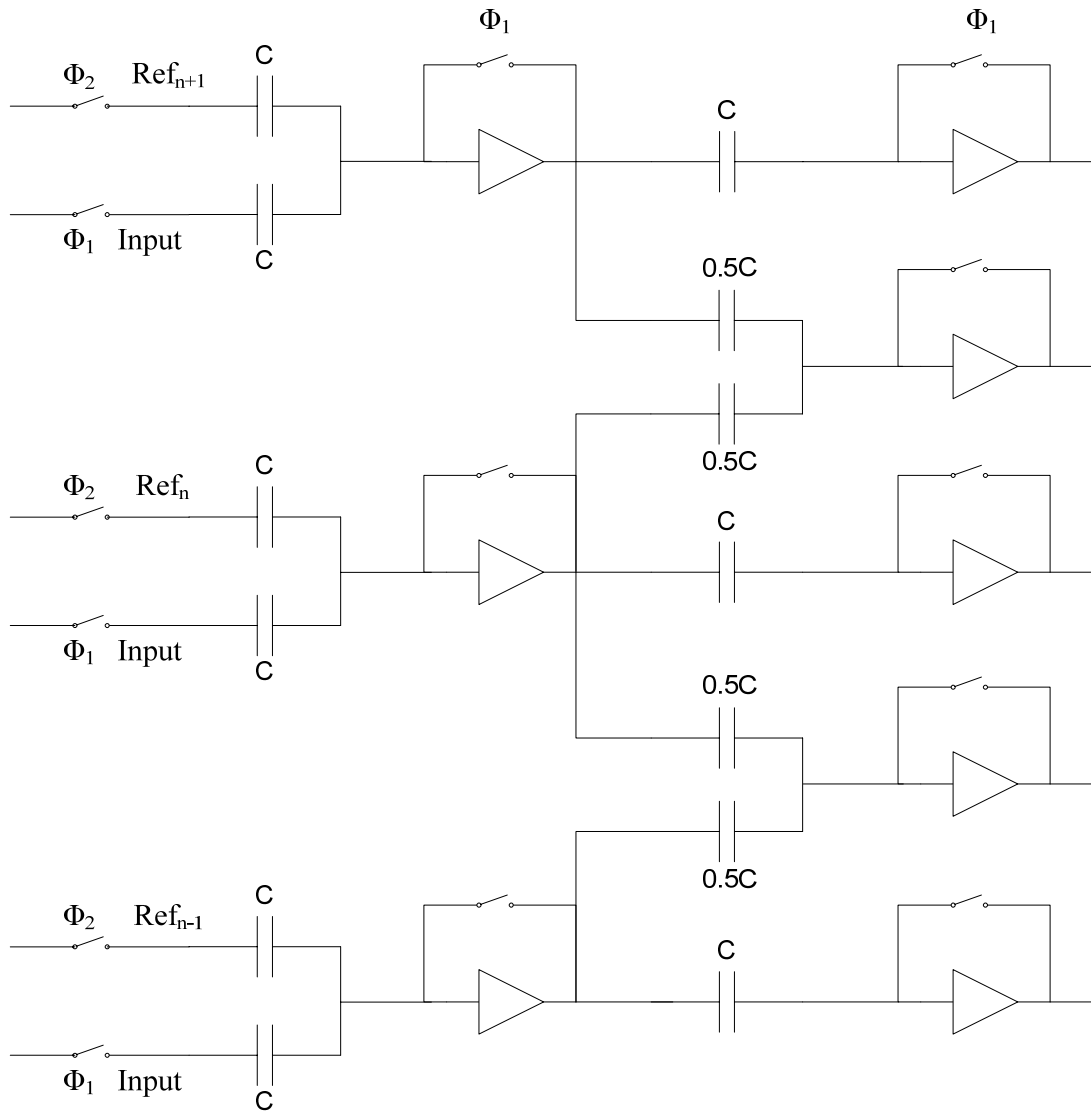 Φ₁
Φ₁
C
Φ₂ Refₙ₊₁
C
Φ₁ Input
C
0.5C
0.5C
C
Φ₂ Refₙ
C
Φ₁ Input
C
0.5C
0.5C
C
Φ₂ Refₙ₋₁
C
Φ₁ Input
C